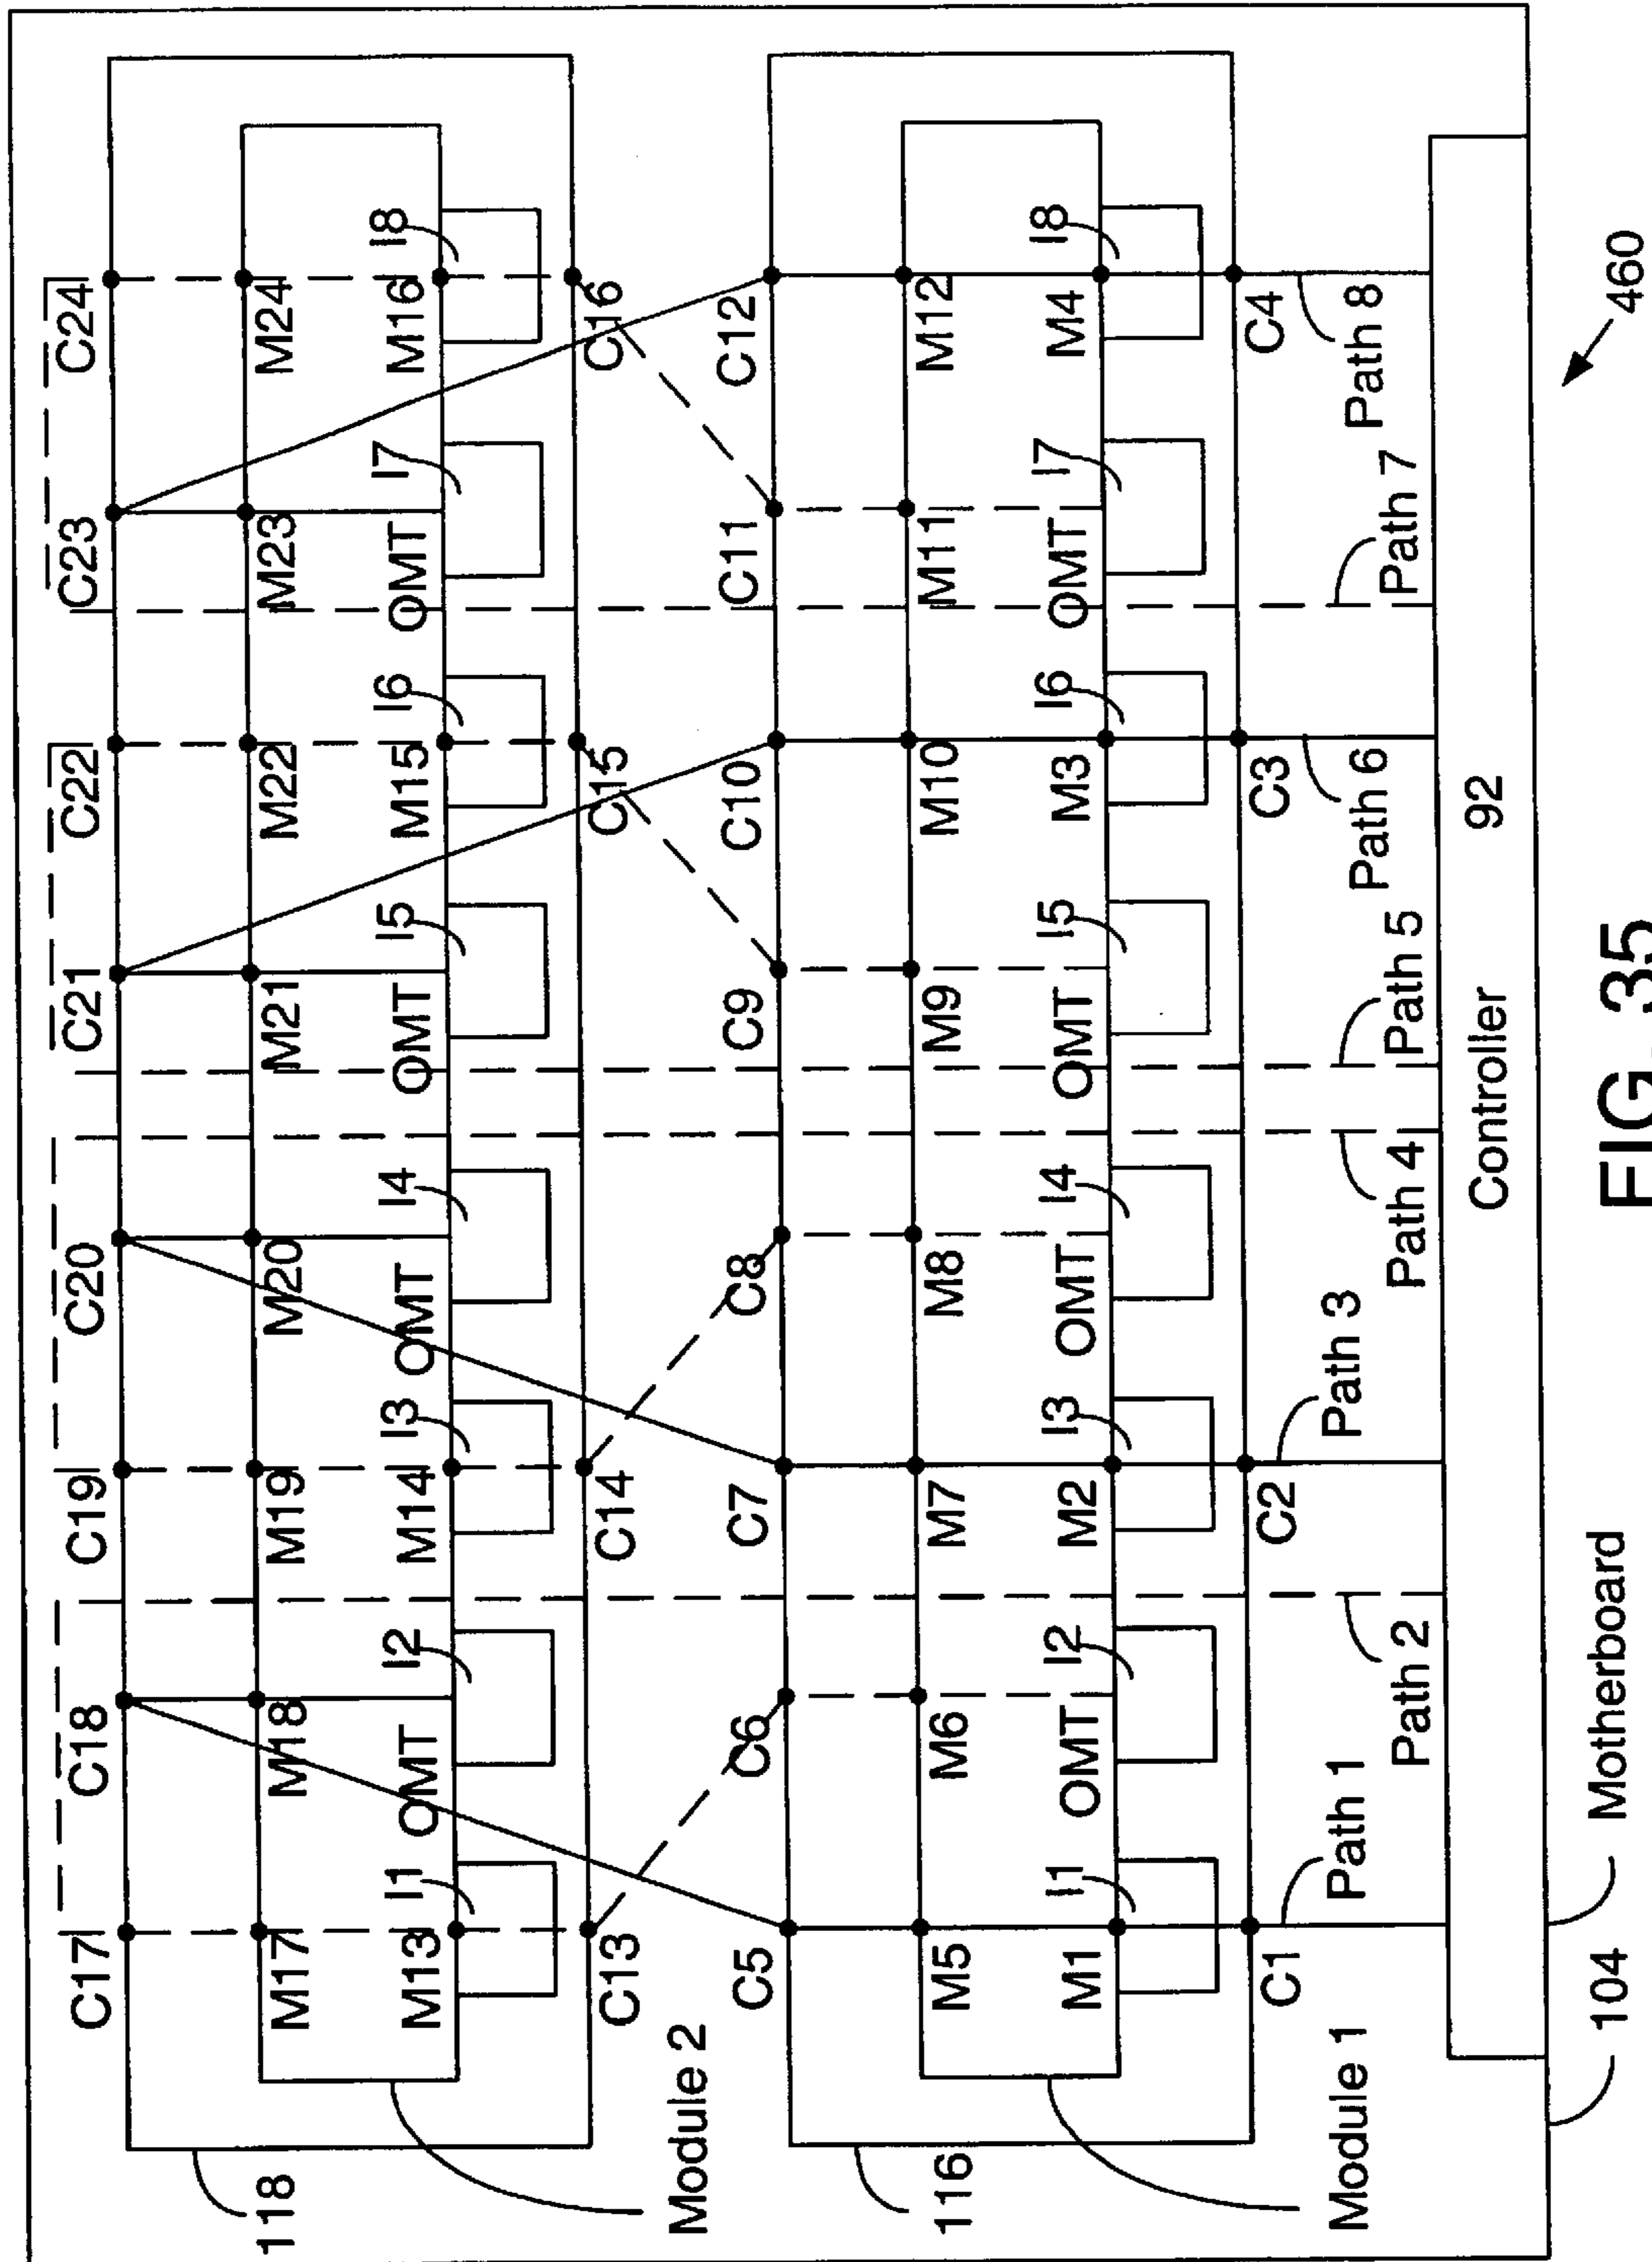 C17 C18 C19 C20 C21 C22 C23 C24
118
M17 M18 M19 M20 M21 M22 M23 M24
I1 I2 I3 I4 I5 I6 I7 I8
M13 OMT M14 OMT OMT M15 OMT M16
C13 C14 C15 C16
Module 2
C5 C6 C7 C8 C9 C10 C11 C12
116
M5 M6 M7 M8 M9 M10 M11 M12
I1 I2 I3 I4 I5 I6 I7 I8
M1 OMT M2 OMT OMT M3 OMT M4
C1 C2 C3 C4
Module 1
Path 1 Path 3 Path 6 Path 8
Path 2 Path 4 Path 5 Path 7
Controller 92
104 Motherboard
460
FIG. 35